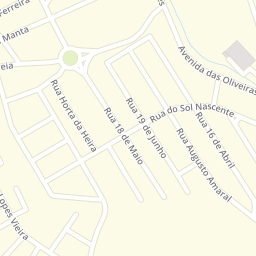 Ferreira
Manta
eia
Avenida das Oliveiras
Rua Horta da Heira
Rua 18 de Maio
Rua 19 de Junho
Rua do Sol Nascente
Rua 16 de Abril
Rua Augusto Amaral
Lopes Vieira